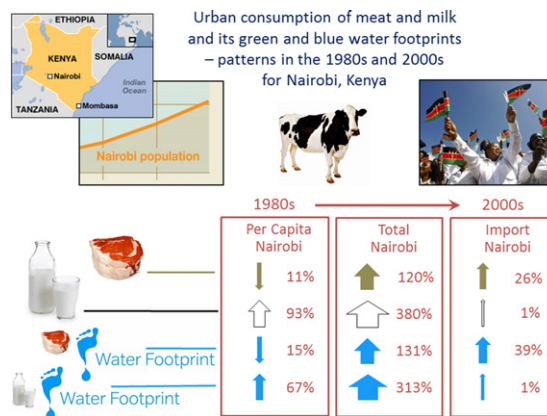 Urban consumption of meat and milk
and its green and blue water footprints
– patterns in the 1980s and 2000s
for Nairobi, Kenya
ETHIOPIA
KENYA
SOMALIA
Nairobi
Indian
Ocean
TANZANIA
Mombasa
Nairobi population
1980s 2000s
Per Capita
Nairobi
Total
Nairobi
Import
Nairobi
11% 120% 26%
93% 380% 1%
Water Footprint 15% 131% 39%
Water Footprint 67% 313% 1%